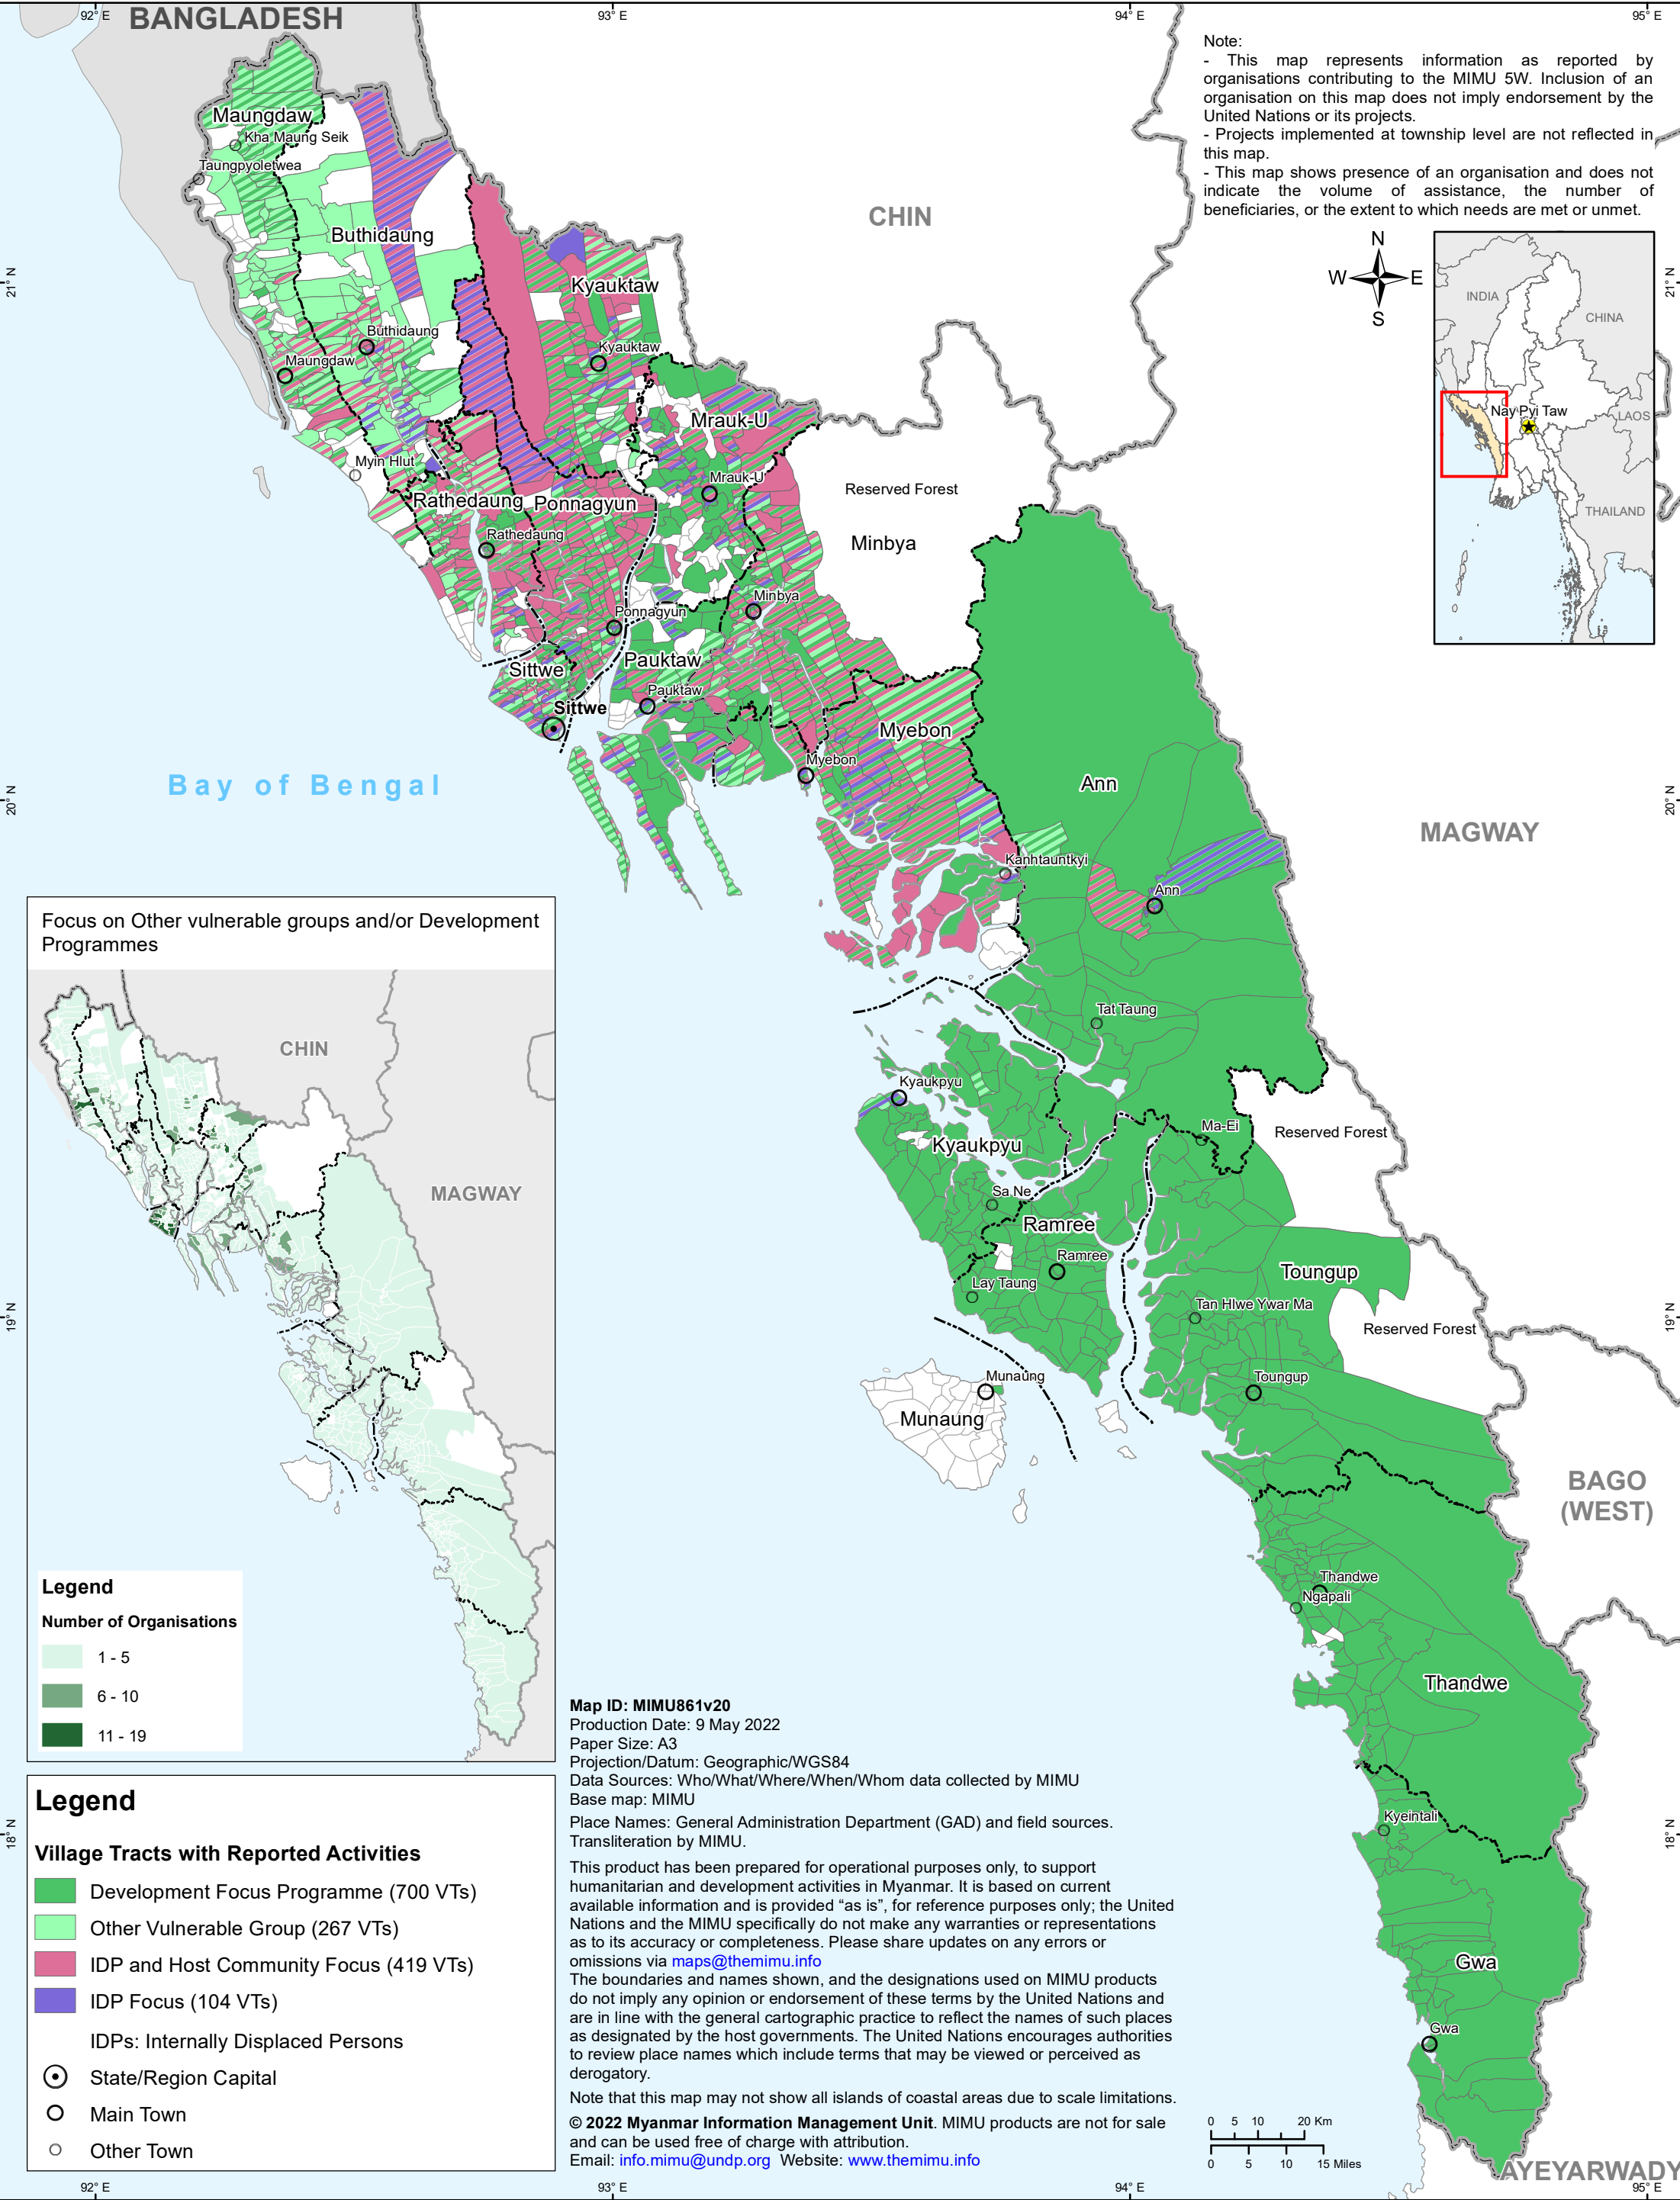 92° E
93° E
94° E
95° E
BANGLADESH
Note:
- This map represents information as reported by
organisations contributing to the MIMU 5W. Inclusion of an
organisation on this map does not imply endorsement by the
United Nations or its projects.
- Projects implemented at township level are not reflected in
this map.
- This map shows presence of an organisation and does not
indicate the volume of assistance, the number of
beneficiaries, or the extent to which needs are met or unmet.
Maungdaw
Kha Maung Seik
Taungpyoletwea
CHIN
Buthidaung
N
W
E
S
21° N
21° N
INDIA
CHINA
Nay Pyi Taw
LAOS
THAILAND
Kyauktaw
Buthidaung
Kyauktaw
Maungdaw
Mrauk-U
Myin Hlut
Mrauk-U
Reserved Forest
Rathedaung
Ponnagyun
Rathedaung
Minbya
Minbya
Ponnagyun
Sittwe
Pauktaw
Pauktaw
Sittwe
Myebon
Myebon
Bay of Bengal
Ann
20° N
20° N
MAGWAY
Kanhtauntkyi
Ann
Tat Taung
Kyaukpyu
Kyaukpyu
Ma-Ei
Reserved Forest
Sa Ne
Ramree
Ramree
Lay Taung
Toungup
Tan Hlwe Ywar Ma
Reserved Forest
19° N
19° N
Munaung
Toungup
Munaung
BAGO
(WEST)
Thandwe
Ngapali
Thandwe
Kyeintali
18° N
18° N
Gwa
Gwa
AYEYARWADY
Focus on Other vulnerable groups and/or Development
Programmes
CHIN
MAGWAY
Legend
Number of Organisations
1 - 5
6 - 10
11 - 19
Legend
Village Tracts with Reported Activities
Development Focus Programme (700 VTs)
Other Vulnerable Group (267 VTs)
IDP and Host Community Focus (419 VTs)
IDP Focus (104 VTs)
IDPs: Internally Displaced Persons
State/Region Capital
Main Town
Other Town
Map ID: MIMU861v20
Production Date: 9 May 2022
Paper Size: A3
Projection/Datum: Geographic/WGS84
Data Sources: Who/What/Where/When/Whom data collected by MIMU
Base map: MIMU
Place Names: General Administration Department (GAD) and field sources.
Transliteration by MIMU.
This product has been prepared for operational purposes only, to support
humanitarian and development activities in Myanmar. It is based on current
available information and is provided “as is”, for reference purposes only; the United
Nations and the MIMU specifically do not make any warranties or representations
as to its accuracy or completeness. Please share updates on any errors or
omissions via maps@themimu.info
The boundaries and names shown, and the designations used on MIMU products
do not imply any opinion or endorsement of these terms by the United Nations and
are in line with the general cartographic practice to reflect the names of such places
as designated by the host governments. The United Nations encourages authorities
to review place names which include terms that may be viewed or perceived as
derogatory.
Note that this map may not show all islands of coastal areas due to scale limitations.
© 2022 Myanmar Information Management Unit. MIMU products are not for sale
and can be used free of charge with attribution.
Email: info.mimu@undp.org Website: www.themimu.info
0 5 10 20 Km
0 5 10 15 Miles
92° E
93° E
94° E
95° E